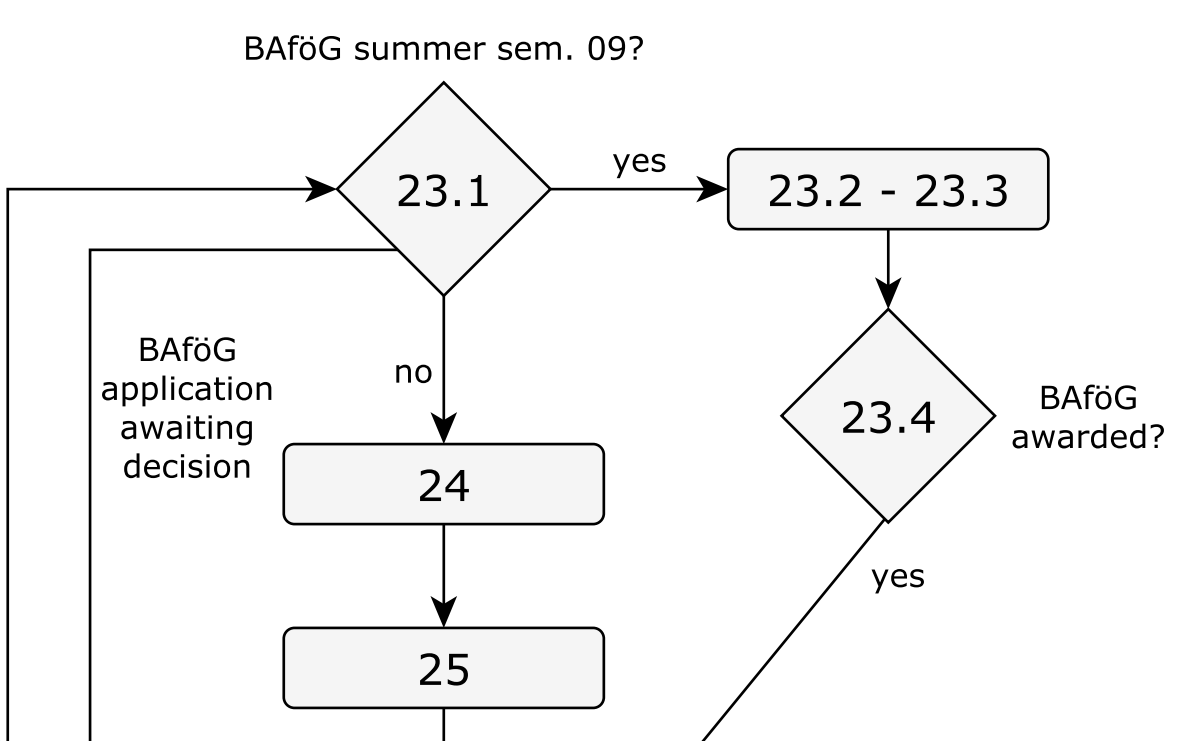 BAföG summer sem. 09?
23.1
yes
23.2 - 23.3
no
BAföG
application
awaiting
decision
23.4
BAföG
awarded?
24
yes
25